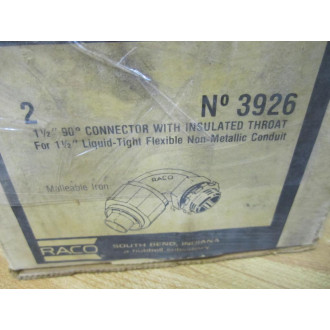 2 Nº 3926
1½" 90° CONNECTOR WITH INSULATED THROAT
For 1½" Liquid-Tight Flexible Non-Metallic Conduit
Malleable Iron
RACO
RACO
SOUTH BEND, INDIANA